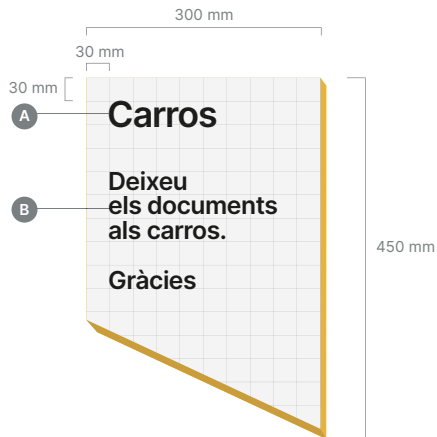 300 mm
30 mm
30 mm
A
Carros
Deixeu
B
els documents
als carros.
450 mm
Gràcies